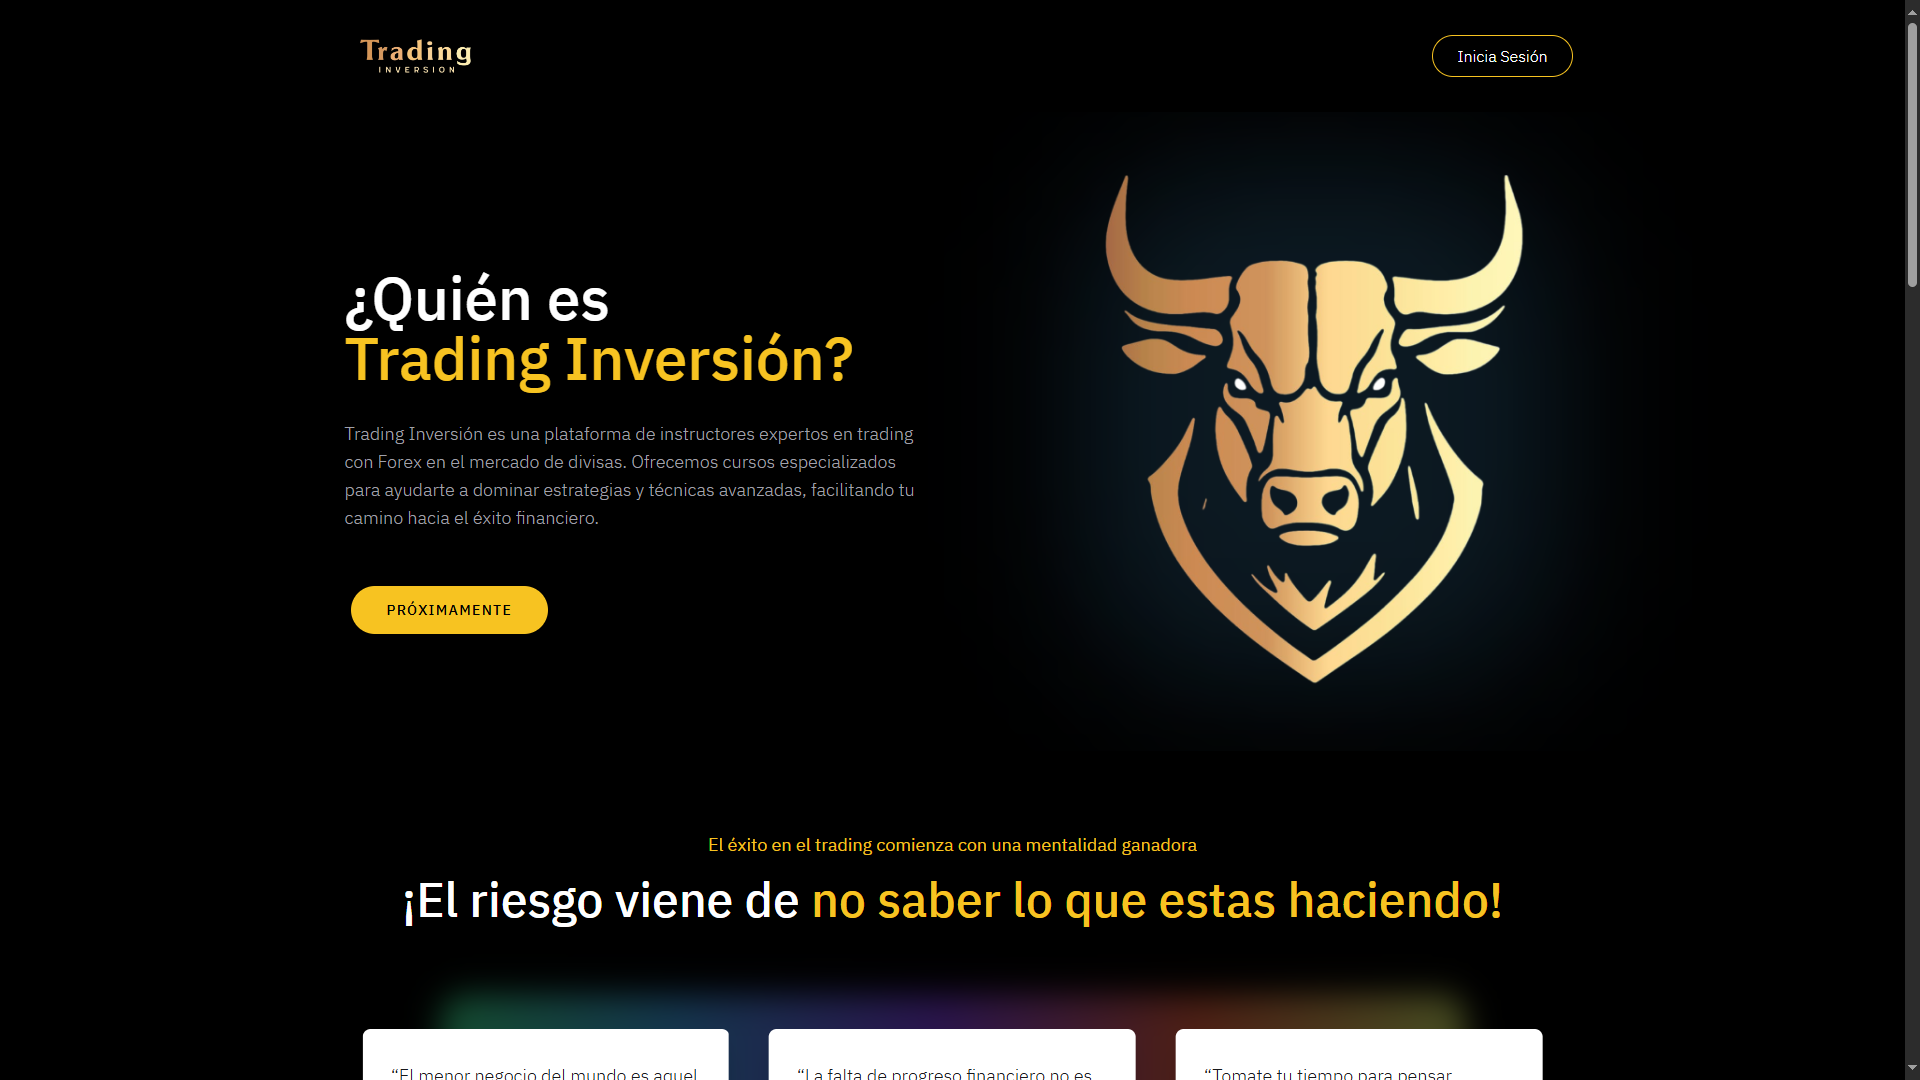 Trading
INVERSION
Inicia Sesión
¿Quién es
Trading Inversión?
Trading Inversión es una plataforma de instructores expertos en trading
con Forex en el mercado de divisas. Ofrecemos cursos especializados
para ayudarte a dominar estrategias y técnicas avanzadas, facilitando tu
camino hacia el éxito financiero.
PRÓXIMAMENTE
El éxito en el trading comienza con una mentalidad ganadora
¡El riesgo viene de no saber lo que estas haciendo!
“El menor negocio del mundo es aquel
“La falta de progreso financiero no es
“Tomate tu tiempo para pensar